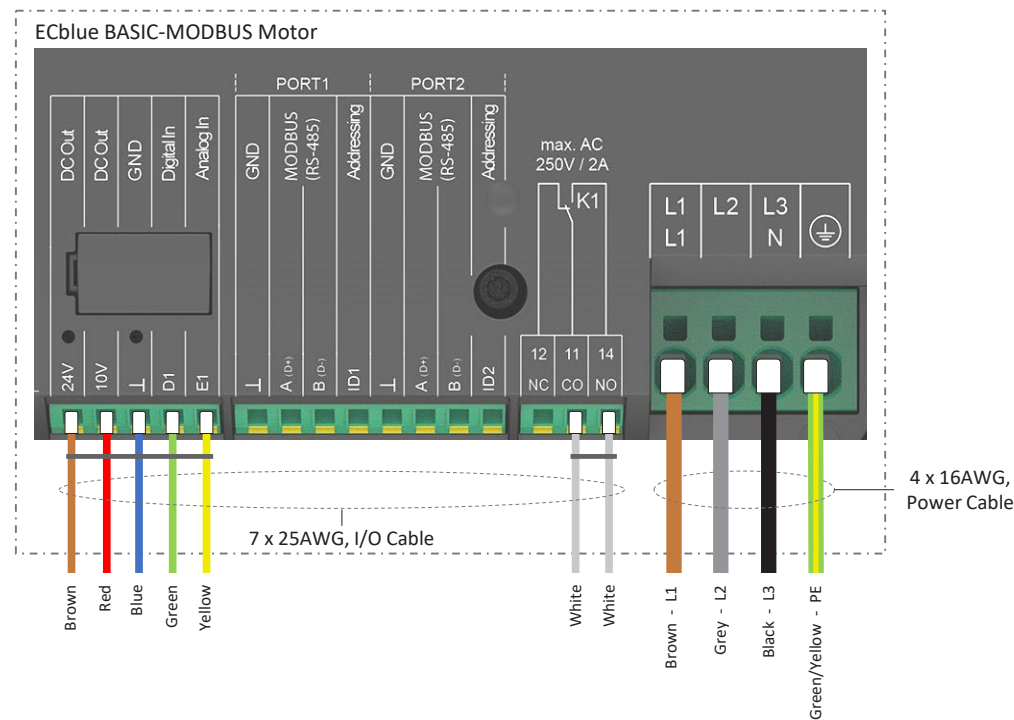 ECblue BASIC-MODBUS Motor
PORT1
PORT2
DC Out
DC Out
GND
Digital In
Analog In
GND
MODBUS
(RS-485)
Addressing
GND
MODBUS
(RS-485)
Addressing
max. AC
250V / 2A
K1
L1
L2
L3
L1
N
24V
10V
⊥
D1
E1
⊥
A (D+)
B (D-)
ID1
⊥
A (D+)
B (D-)
ID2
12
11
14
NC
CO
NO
4 x 16AWG,
Power Cable
7 x 25AWG, I/O Cable
Brown
Red
Blue
Green
Yellow
White
White
Brown - L1
Grey - L2
Black - L3
Green/Yellow - PE